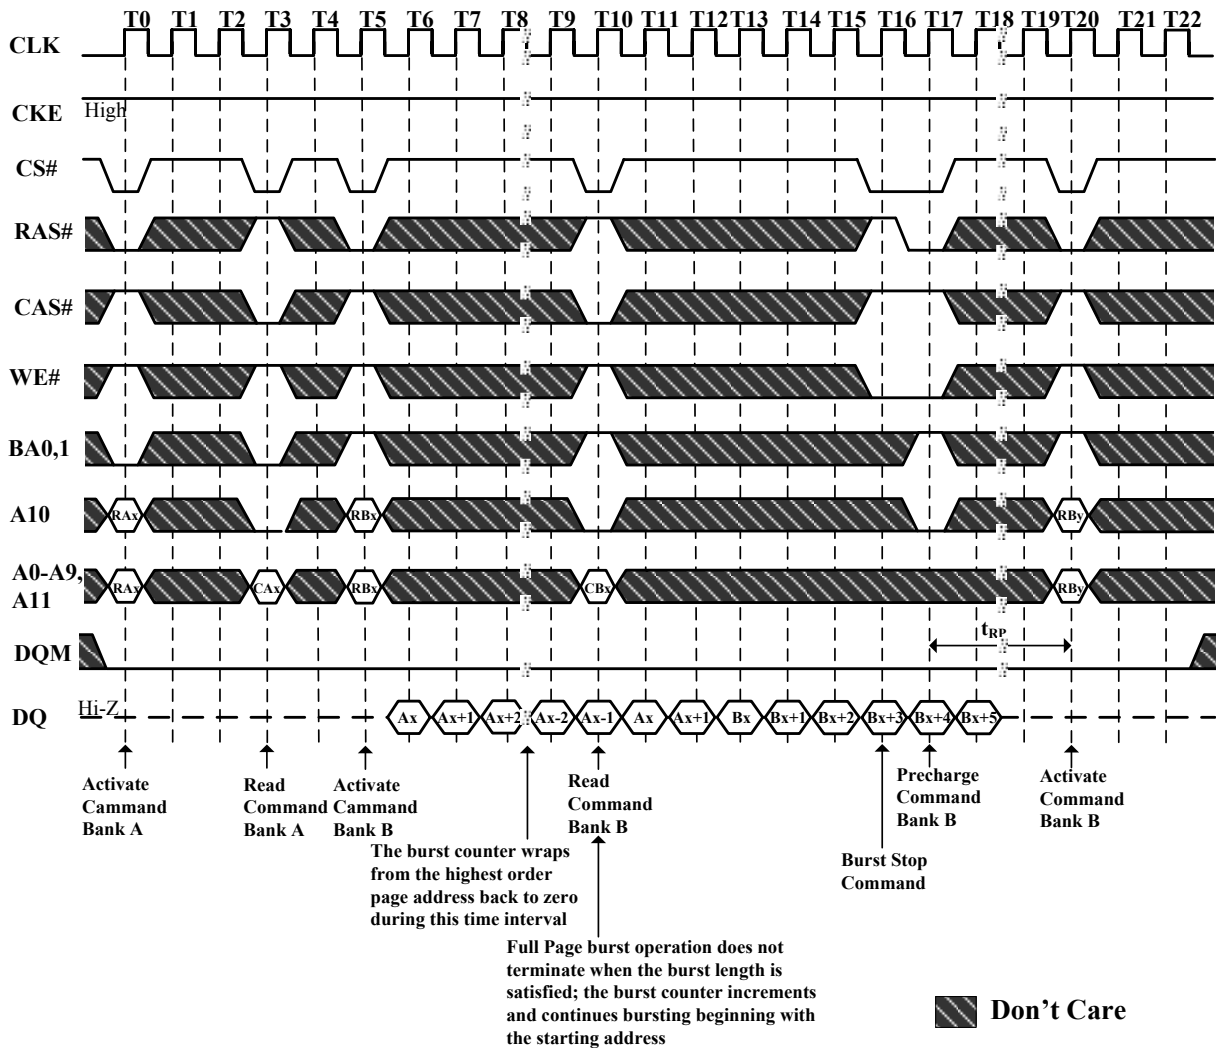 T0 T1 T2 T3 T4 T5 T6 T7 T8 T9 T10 T11 T12 T13 T14 T15 T16 T17 T18 T19 T20 T21 T22
CLK
CKE High
CS#
RAS#
CAS#
WE#
BA0,1
A10 RAx RBx RBy
A0-A9,
A11 RAx CAx RBx CBx RBy
DQM tRP
DQ Hi-Z Ax Ax+1 Ax+2 Ax-2 Ax-1 Ax Ax+1 Bx Bx+1 Bx+2 Bx+3 Bx+4 Bx+5
Activate
Cammand
Bank A
Read
Command
Bank A
Activate
Cammand
Bank B
The burst counter wraps
from the highest order
page address back to zero
during this time interval
Read
Command
Bank B
Full Page burst operation does not
terminate when the burst length is
satisfied; the burst counter increments
and continues bursting beginning with
the starting address
Burst Stop
Command
Precharge
Command
Bank B
Activate
Command
Bank B
Don't Care